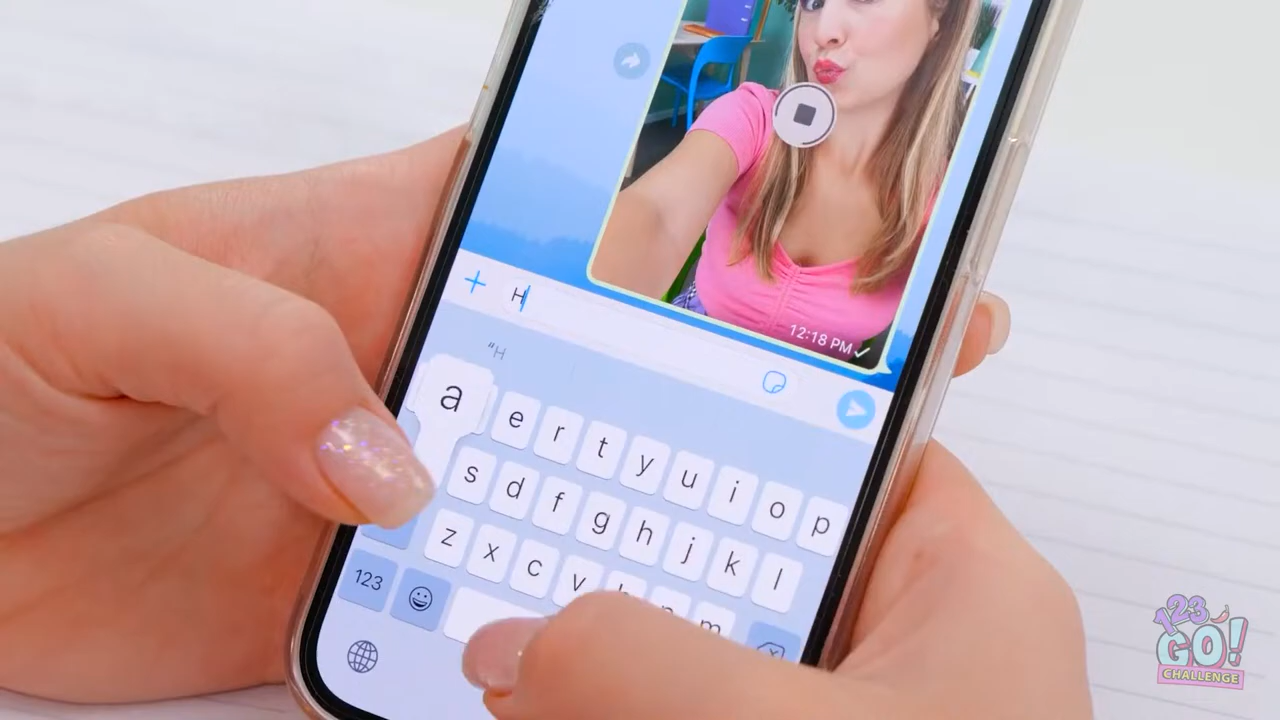 12:18 PM
H
"H
a
e r t y u i o p
s d f g h j k l
z x c v
m
123
123
GO!
CHALLENGE